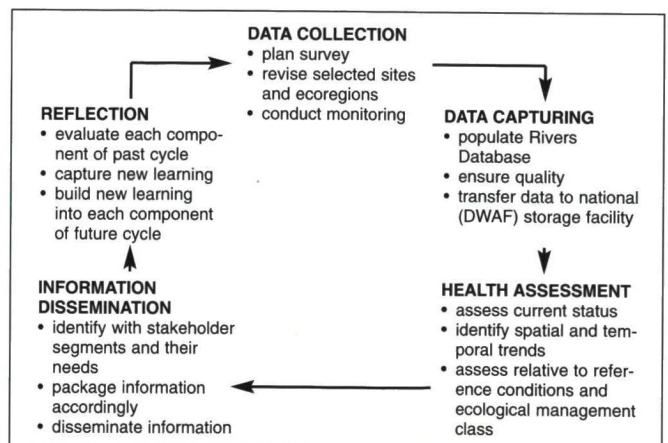 DATA COLLECTION
• plan survey
• revise selected sites
and ecoregions
• conduct monitoring
DATA CAPTURING
• populate Rivers
Database
• ensure quality
• transfer data to national
(DWAF) storage facility
HEALTH ASSESSMENT
• assess current status
• identify spatial and tem-
poral trends
• assess relative to refer-
ence conditions and
ecological management
class
INFORMATION
DISSEMINATION
• identify with stakeholder
segments and their
needs
• package information
accordingly
• disseminate information
REFLECTION
• evaluate each compo-
nent of past cycle
• capture new learning
• build new learning
into each component
of future cycle